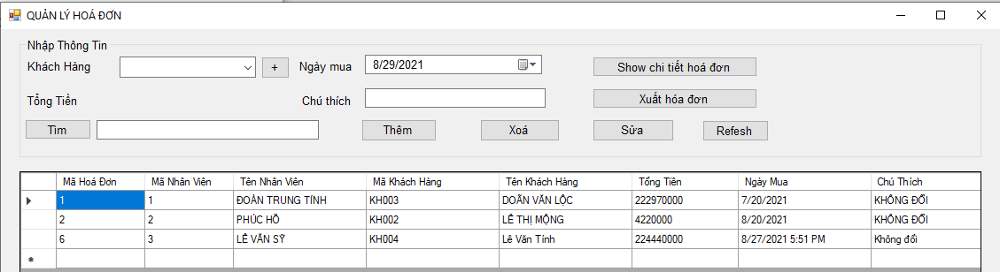 QUẢN LÝ HOÁ ĐƠN
Nhập Thông Tin
Khách Hàng + Ngày mua 8/29/2021 Show chi tiết hoá đơn
Tổng Tiền Chú thích Xuất hóa đơn
Tìm Thêm Xoá Sửa Refesh
Mã Hoá Đơn Mã Nhân Viên Tên Nhân Viên Mã Khách Hàng Tên Khách Hàng Tổng Tiền Ngày Mua Chú Thích
1 1 ĐOÀN TRUNG TÍNH KH003 DOÃN VĂN LỘC 222970000 7/20/2021 KHÔNG ĐỔI
2 2 PHÚC HỒ KH002 LÊ THỊ MỘNG 4220000 8/20/2021 KHÔNG ĐỔI
6 3 LÊ VĂN SỸ KH004 Lê Văn Tính 224440000 8/27/2021 5:51 PM Không đổi